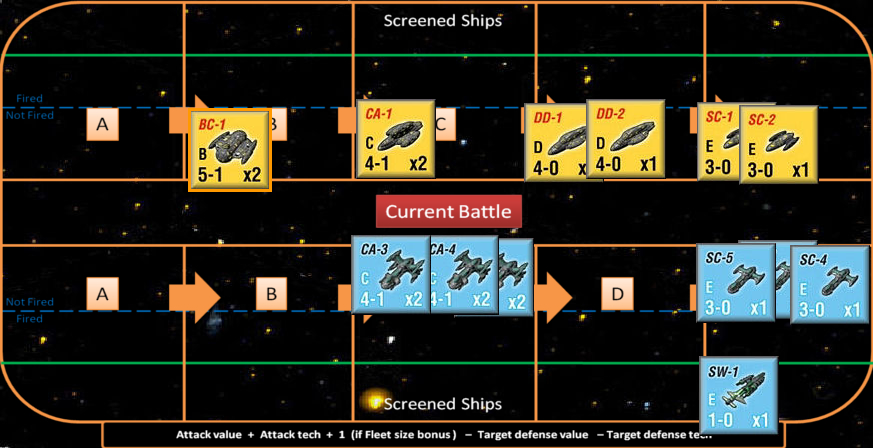 Screened Ships
Fired
Not Fired
A
BC-1
B
5-1 x2
CA-1
C
4-1 x2
C
DD-1
D
4-0
DD-2
D
4-0 x1
SC-1
E
3-0
SC-2
E
3-0 x1
Current Battle
Not Fired
Fired
A
B
CA-3
C
4-1 x2
CA-4
4-1 x2
x2
D
SC-5
E
3-0 x1
SC-4
E
3-0 x1
SW-1
E
1-0 x1
Screened Ships
Attack value + Attack tech + 1 (if Fleet size bonus) – Target defense value – Target defense tech